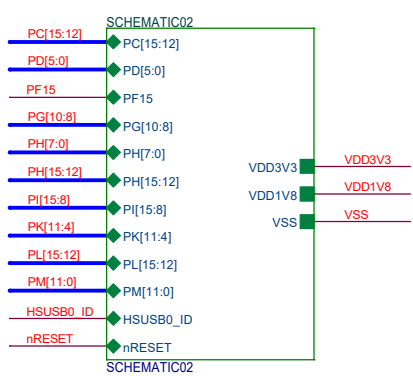 SCHEMATIC02
PC[15:12] PC[15:12]
PD[5:0] PD[5:0]
PF15 PF15
PG[10:8] PG[10:8]
PH[7:0] PH[7:0]
VDD3V3 VDD3V3
PH[15:12] PH[15:12]
VDD1V8 VDD1V8
PI[15:8] PI[15:8]
VSS VSS
PK[11:4] PK[11:4]
PL[15:12] PL[15:12]
PM[11:0] PM[11:0]
HSUSB0_ID HSUSB0_ID
nRESET nRESET
SCHEMATIC02